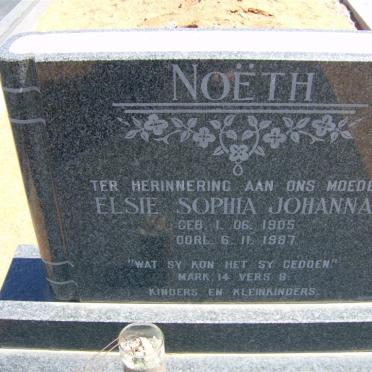 NOËTH
TER HERINNERING AAN ONS MOEDE
ELSIE SOPHIA JOHANNA
GEB. 1. 06. 1905
OORL. 6. 11. 1987
"WAT SY KON HET SY GEDOEN."
MARK. 14 VERS 8.
KINDERS EN KLEINKINDERS.